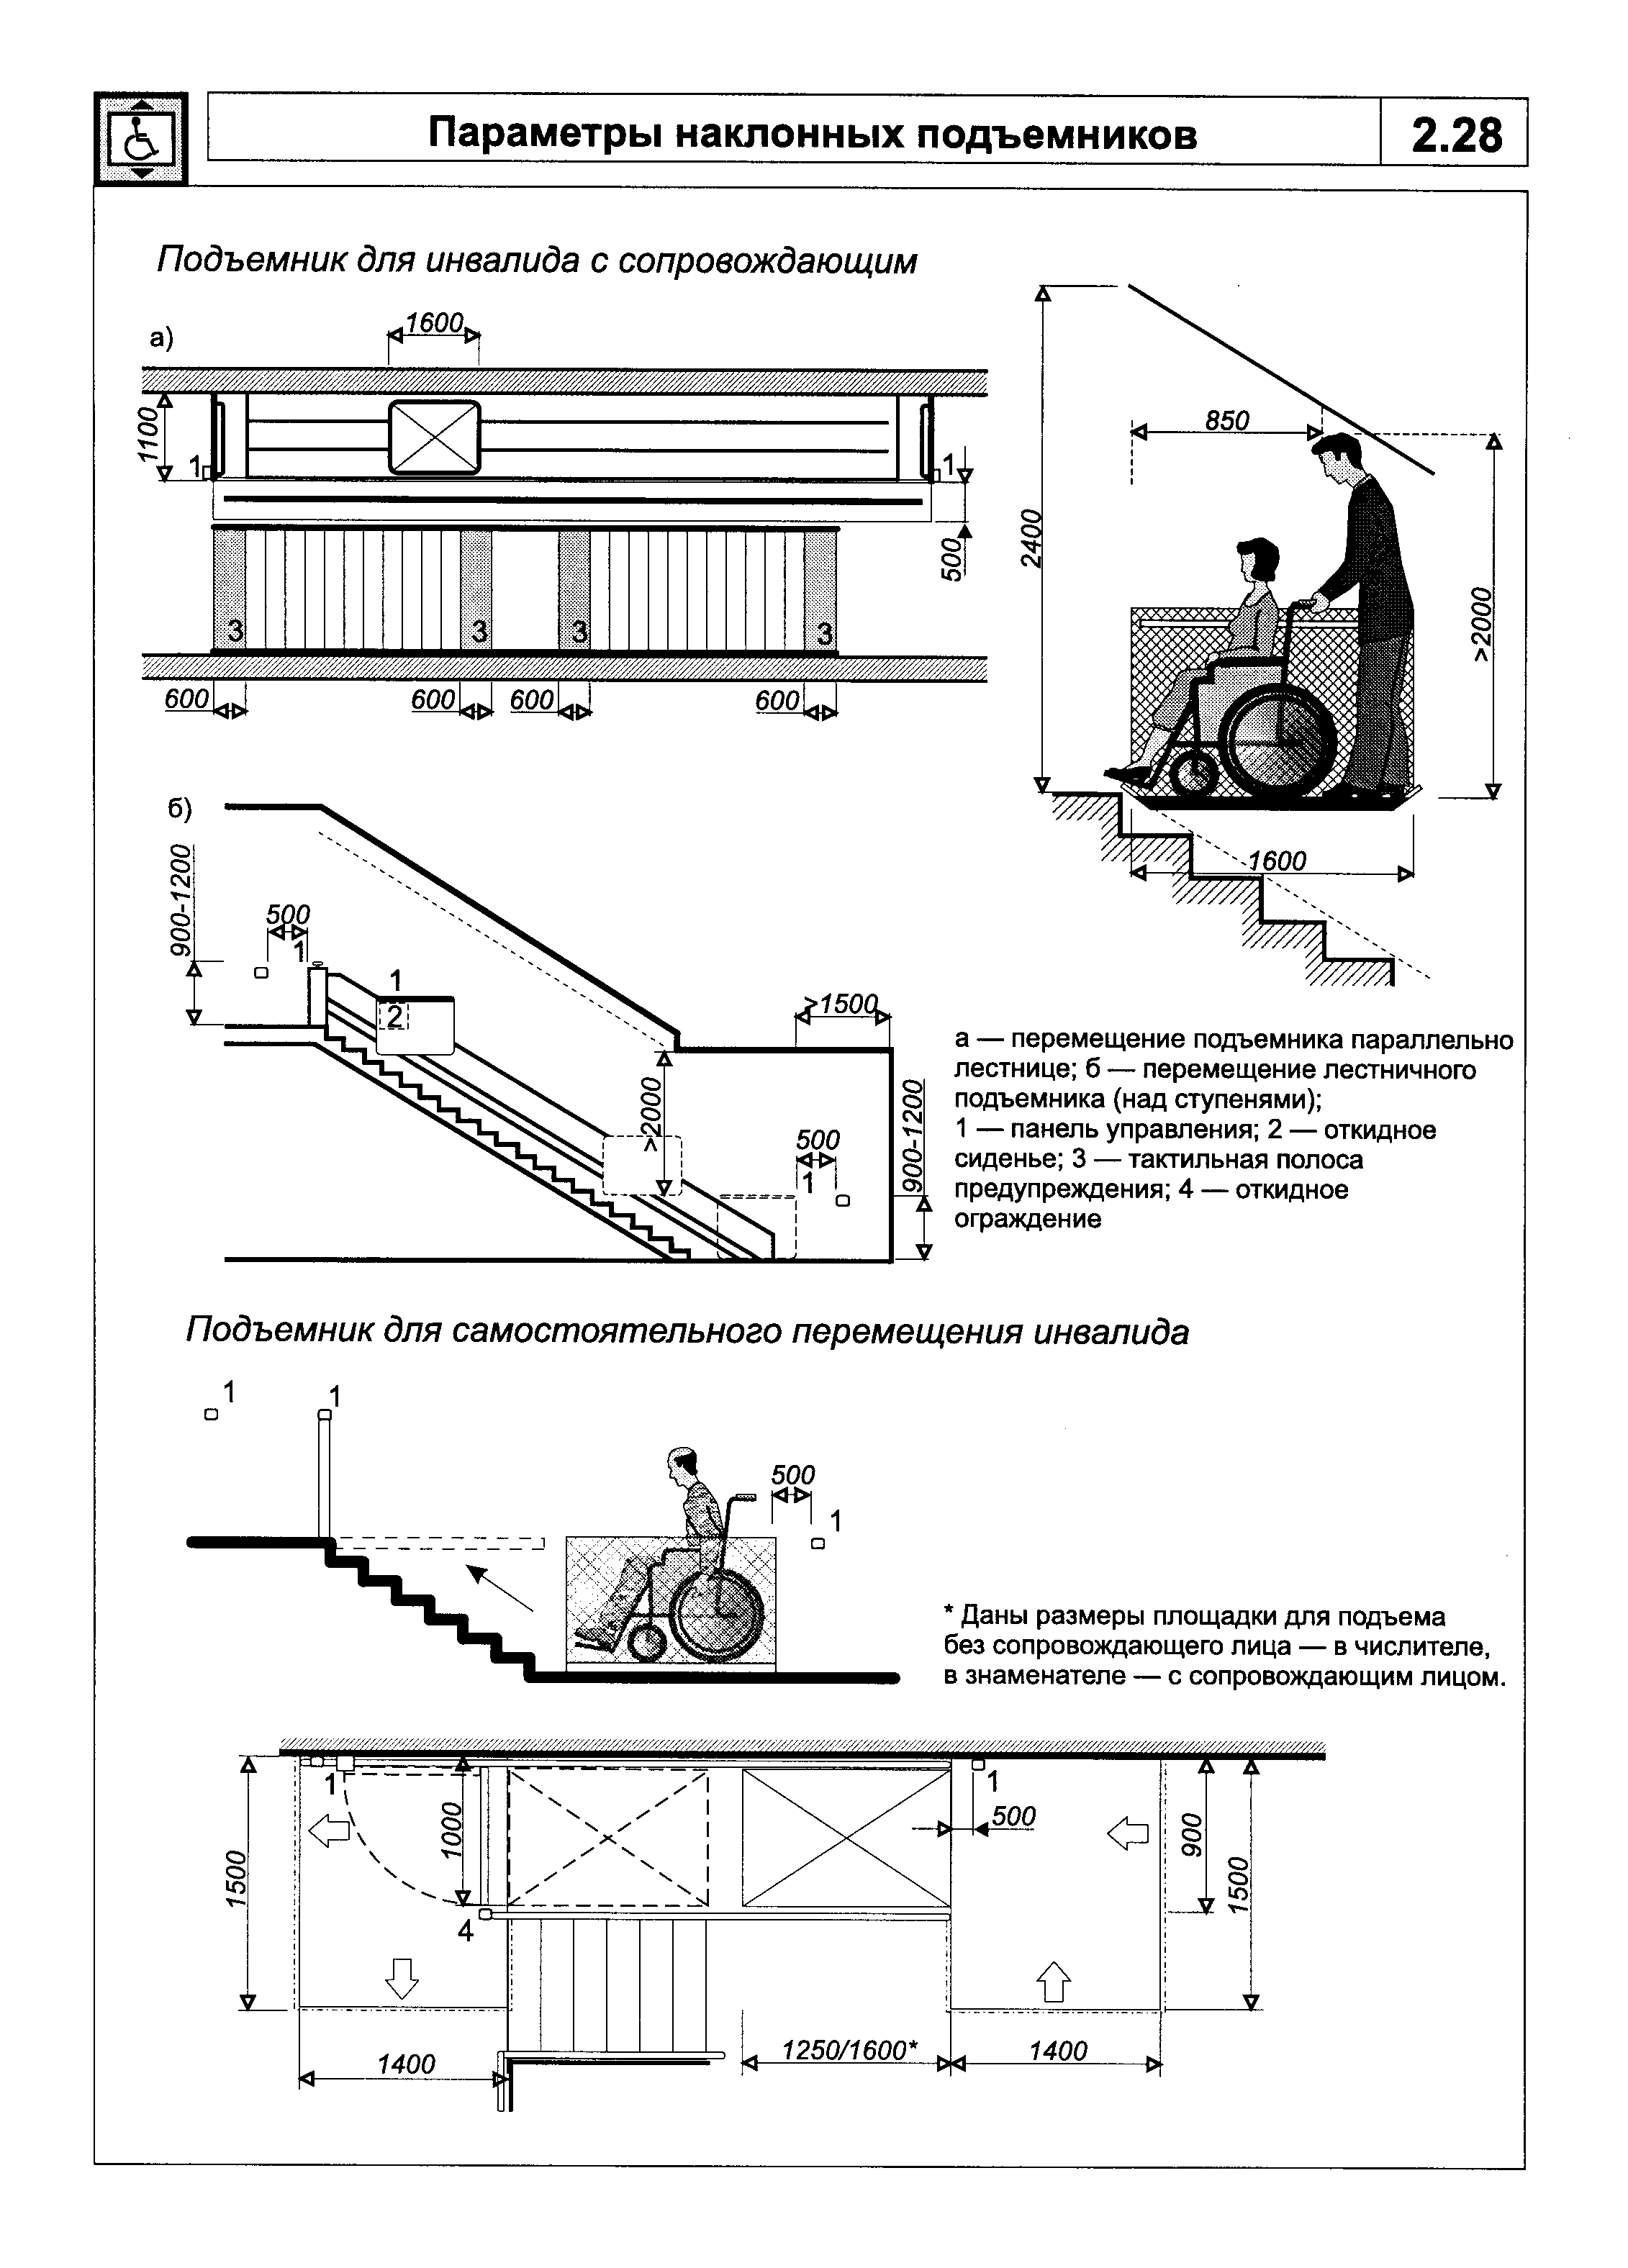 Параметры наклонных подъемников
2.28
Подъемник для инвалида с сопровождающим
а)
1600
1100
1
1
500
3
3
3
3
600
600
600
600
2400
850
>2000
1600
б)
900-1200
500
1
1
2
>1500
>2000
500
1
900-1200
а — перемещение подъемника параллельно
лестнице; б — перемещение лестничного
подъемника (над ступенями);
1 — панель управления; 2 — откидное
сиденье; 3 — тактильная полоса
предупреждения; 4 — откидное
ограждение
Подъемник для самостоятельного перемещения инвалида
1
1
500
1
* Даны размеры площадки для подъема
без сопровождающего лица — в числителе,
в знаменателе — с сопровождающим лицом.
1
1
1000
500
900
1500
1500
4
1400
1250/1600*
1400